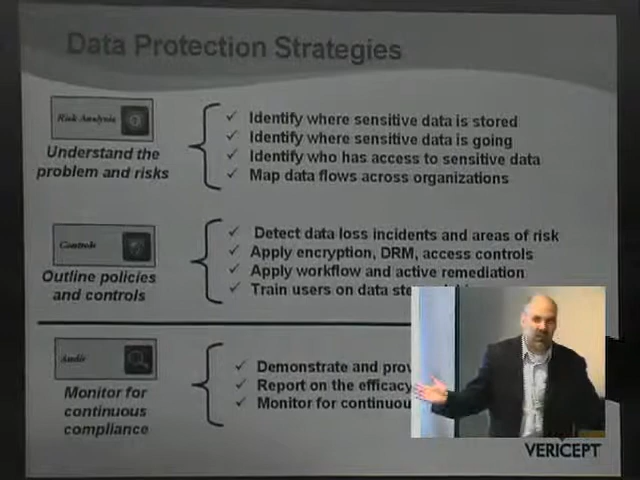 Data Protection Strategies
Risk Analysis
Understand the
problem and risks
✓ Identify where sensitive data is stored
✓ Identify where sensitive data is going
✓ Identify who has access to sensitive data
✓ Map data flows across organizations
Controls
Outline policies
and controls
✓ Detect data loss incidents and areas of risk
✓ Apply encryption, DRM, access controls
✓ Apply workflow and active remediation
✓ Train users on data
Audit
Monitor for
continuous
compliance
✓ Demonstrate and
✓ Report on the efficacy
✓ Monitor for
VERICEPT